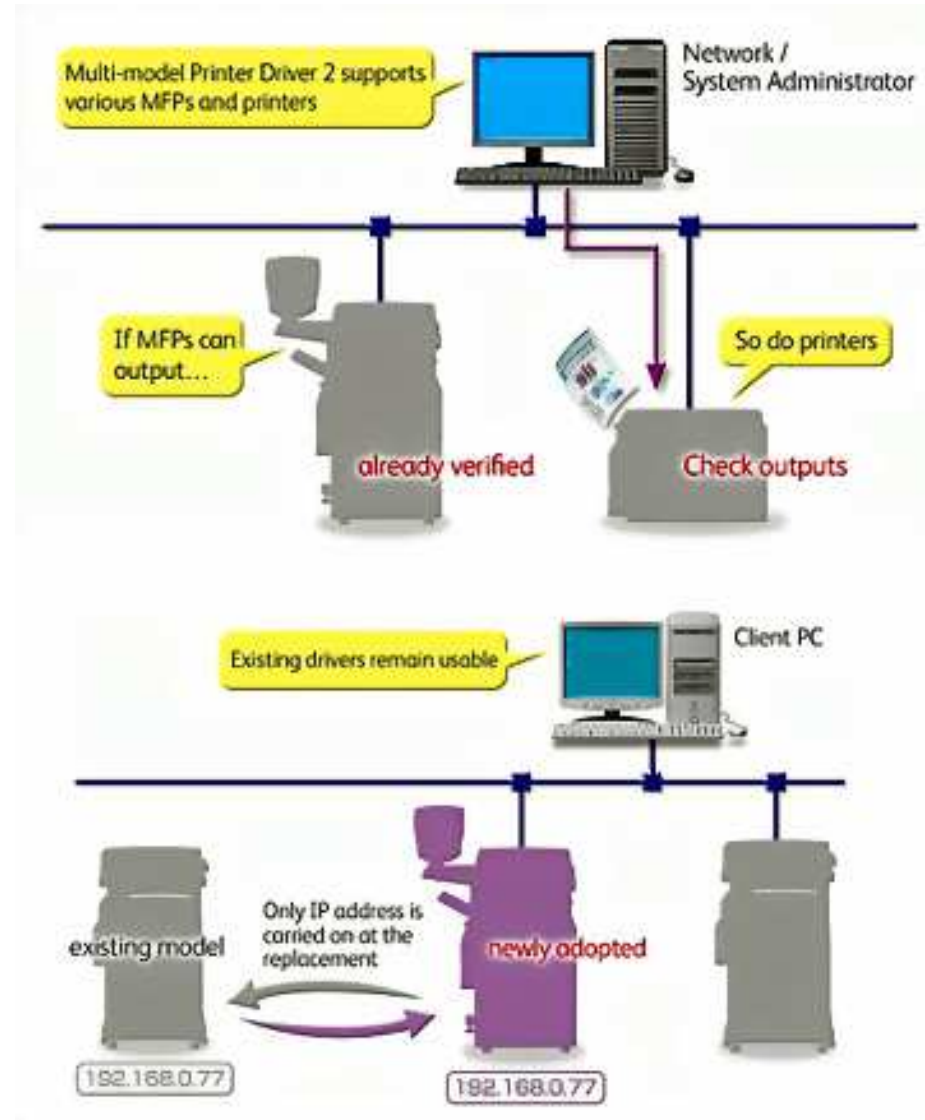 Multi-model Printer Driver 2 supports
various MFPs and printers
Network /
System Administrator
If MFPs can
output...
So do printers
already verified
Check outputs
Existing drivers remain usable
Client PC
Only IP address is
carried on at the
replacement
existing model
newly adopted
192.168.0.77
192.168.0.77